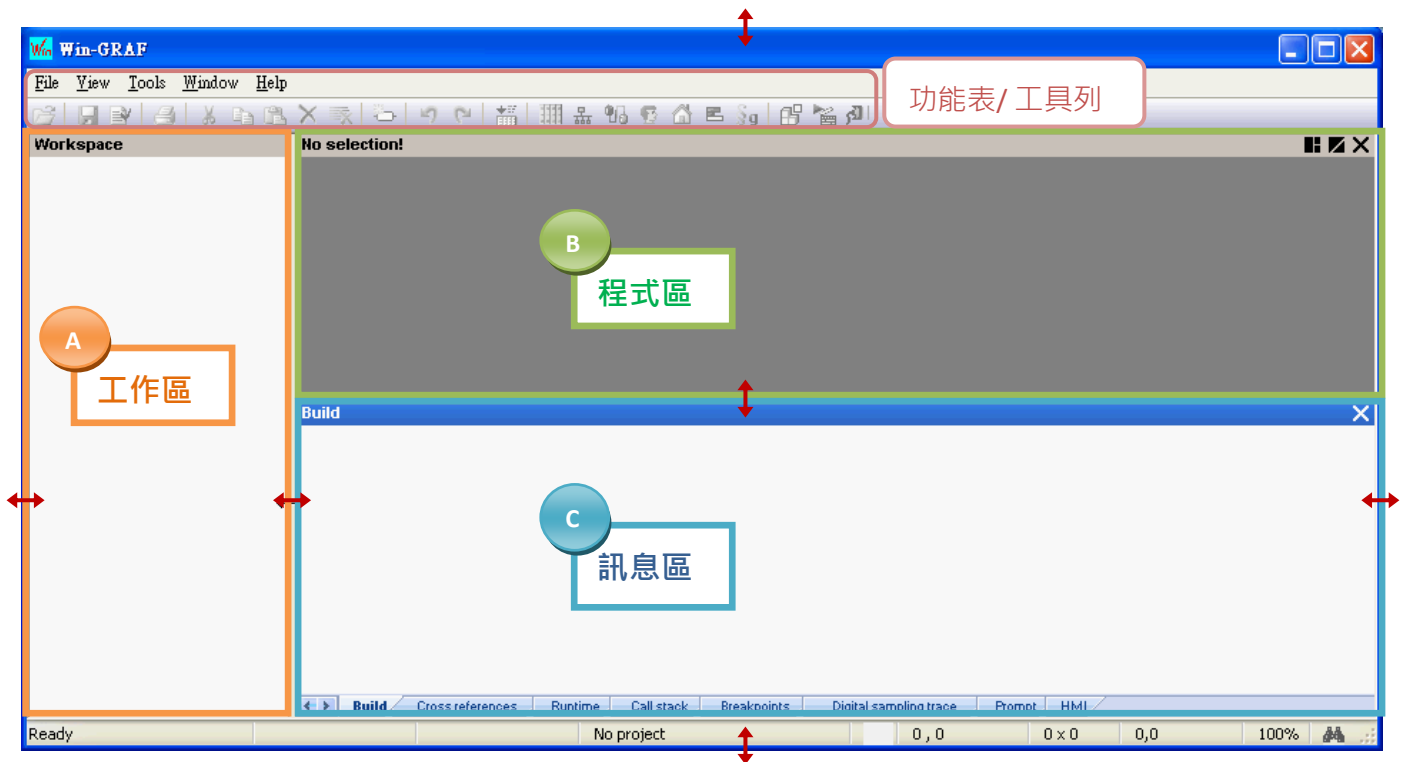 Win-GRAF
File View Tools Window Help
功能表/ 工具列
Workspace
No selection!
B
程式區
A
工作區
Build
C
訊息區
Build Cross references Runtime Call stack Breakpoints Digital sampling trace Prompt HMI
Ready No project 0 , 0 0 x 0 0,0 100%